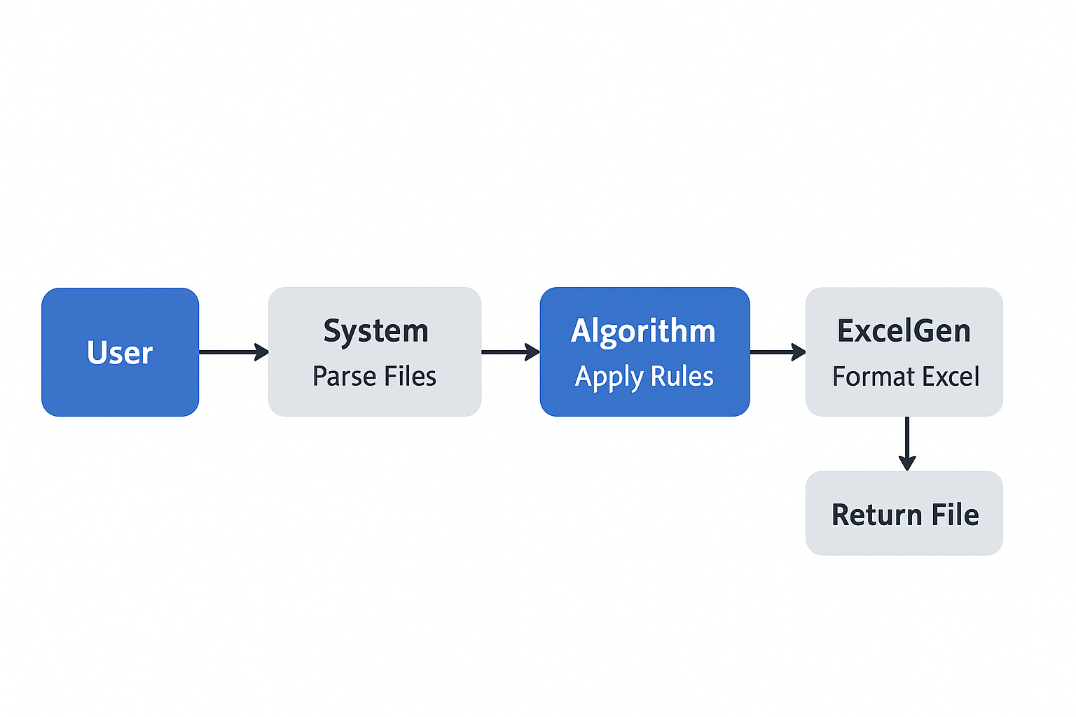 User
System
Parse Files
Algorithm
Apply Rules
ExcelGen
Format Excel
Return File